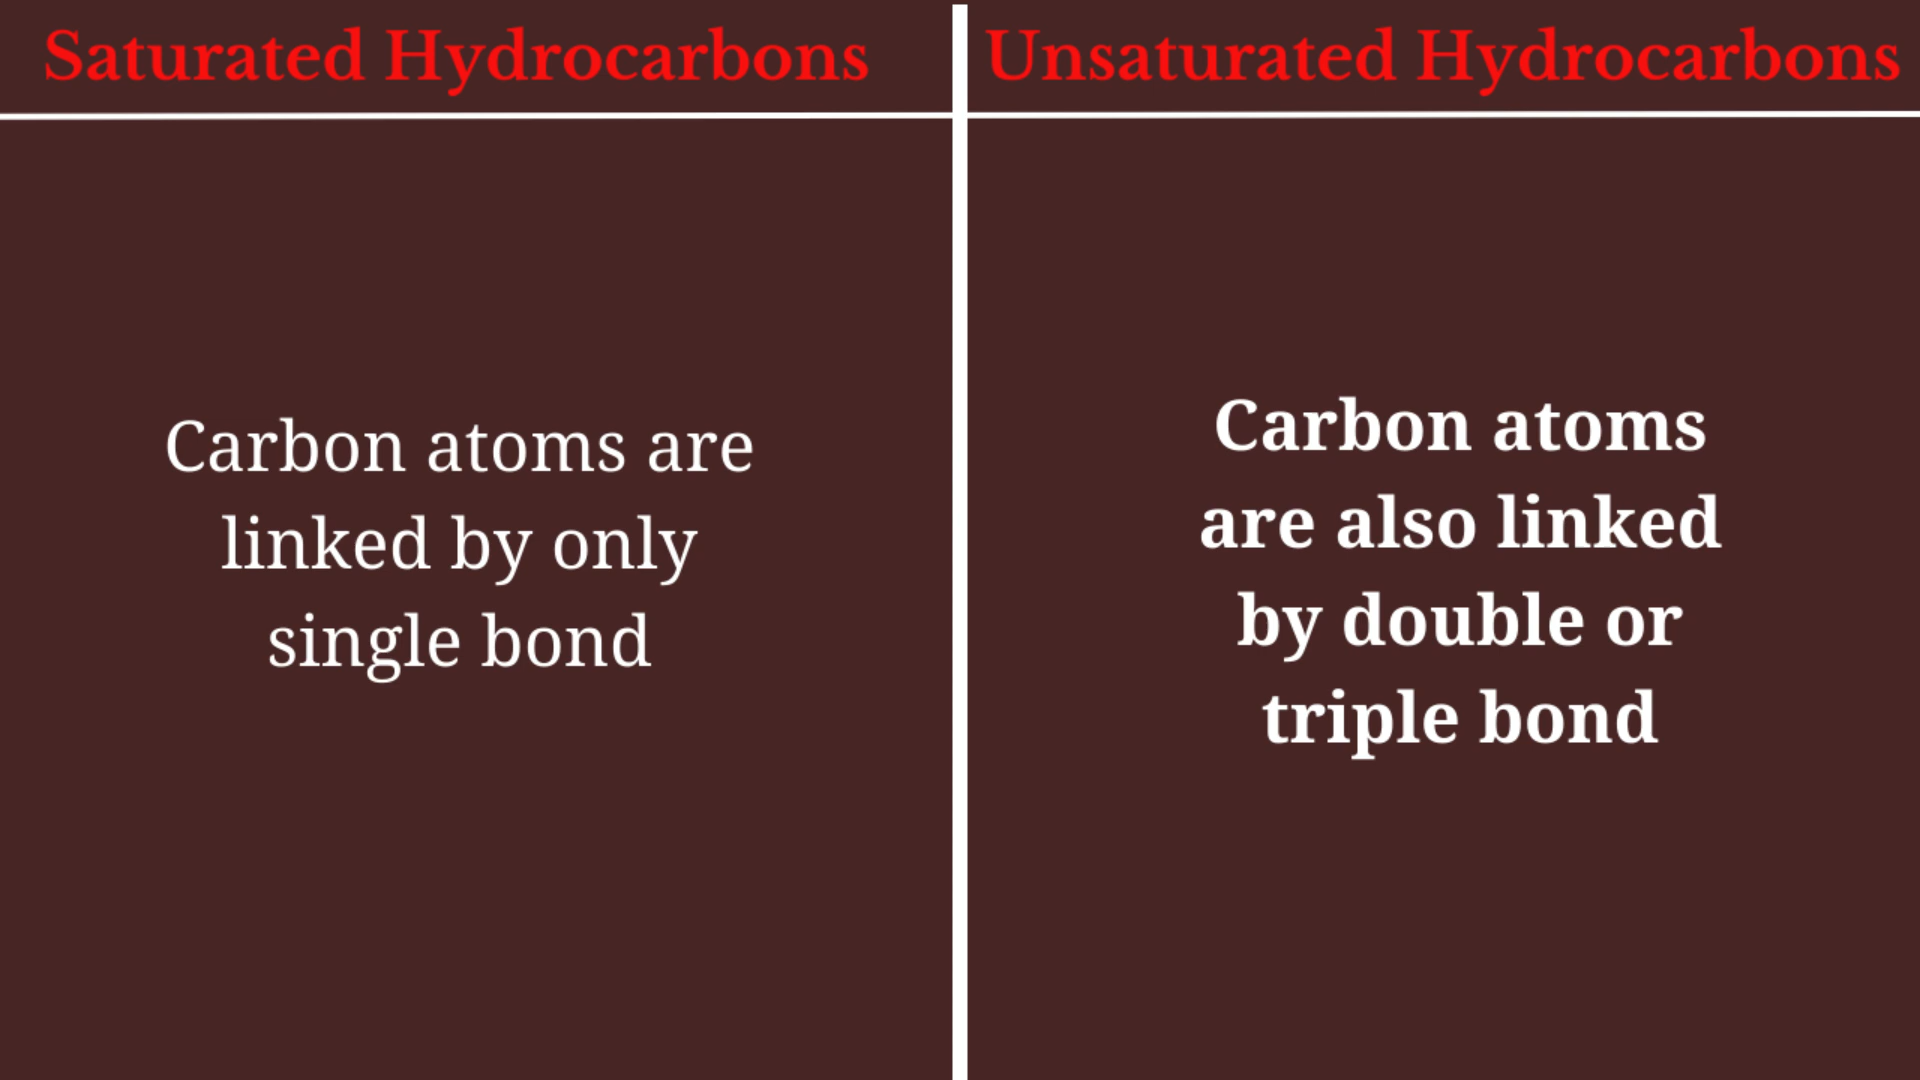 Saturated Hydrocarbons
Unsaturated Hydrocarbons
Carbon atoms are
linked by only
single bond
Carbon atoms
are also linked
by double or
triple bond